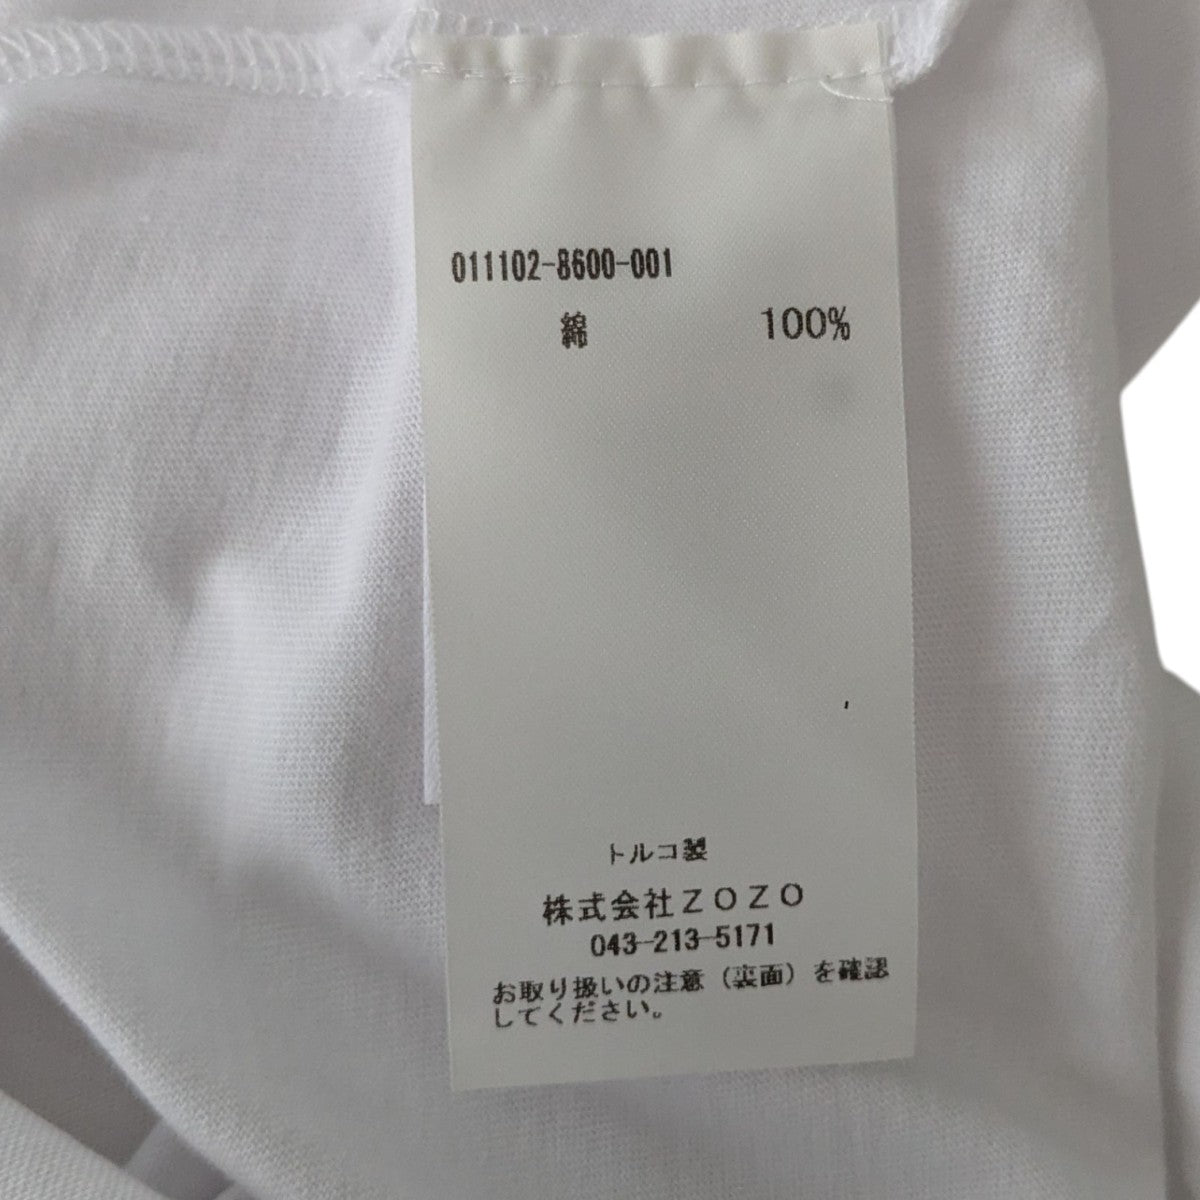 011102-8600-001
綿 100%
トルコ製
株式会社ZOZO
043-213-5171
お取り扱いの注意（裏面）を確認
してください。